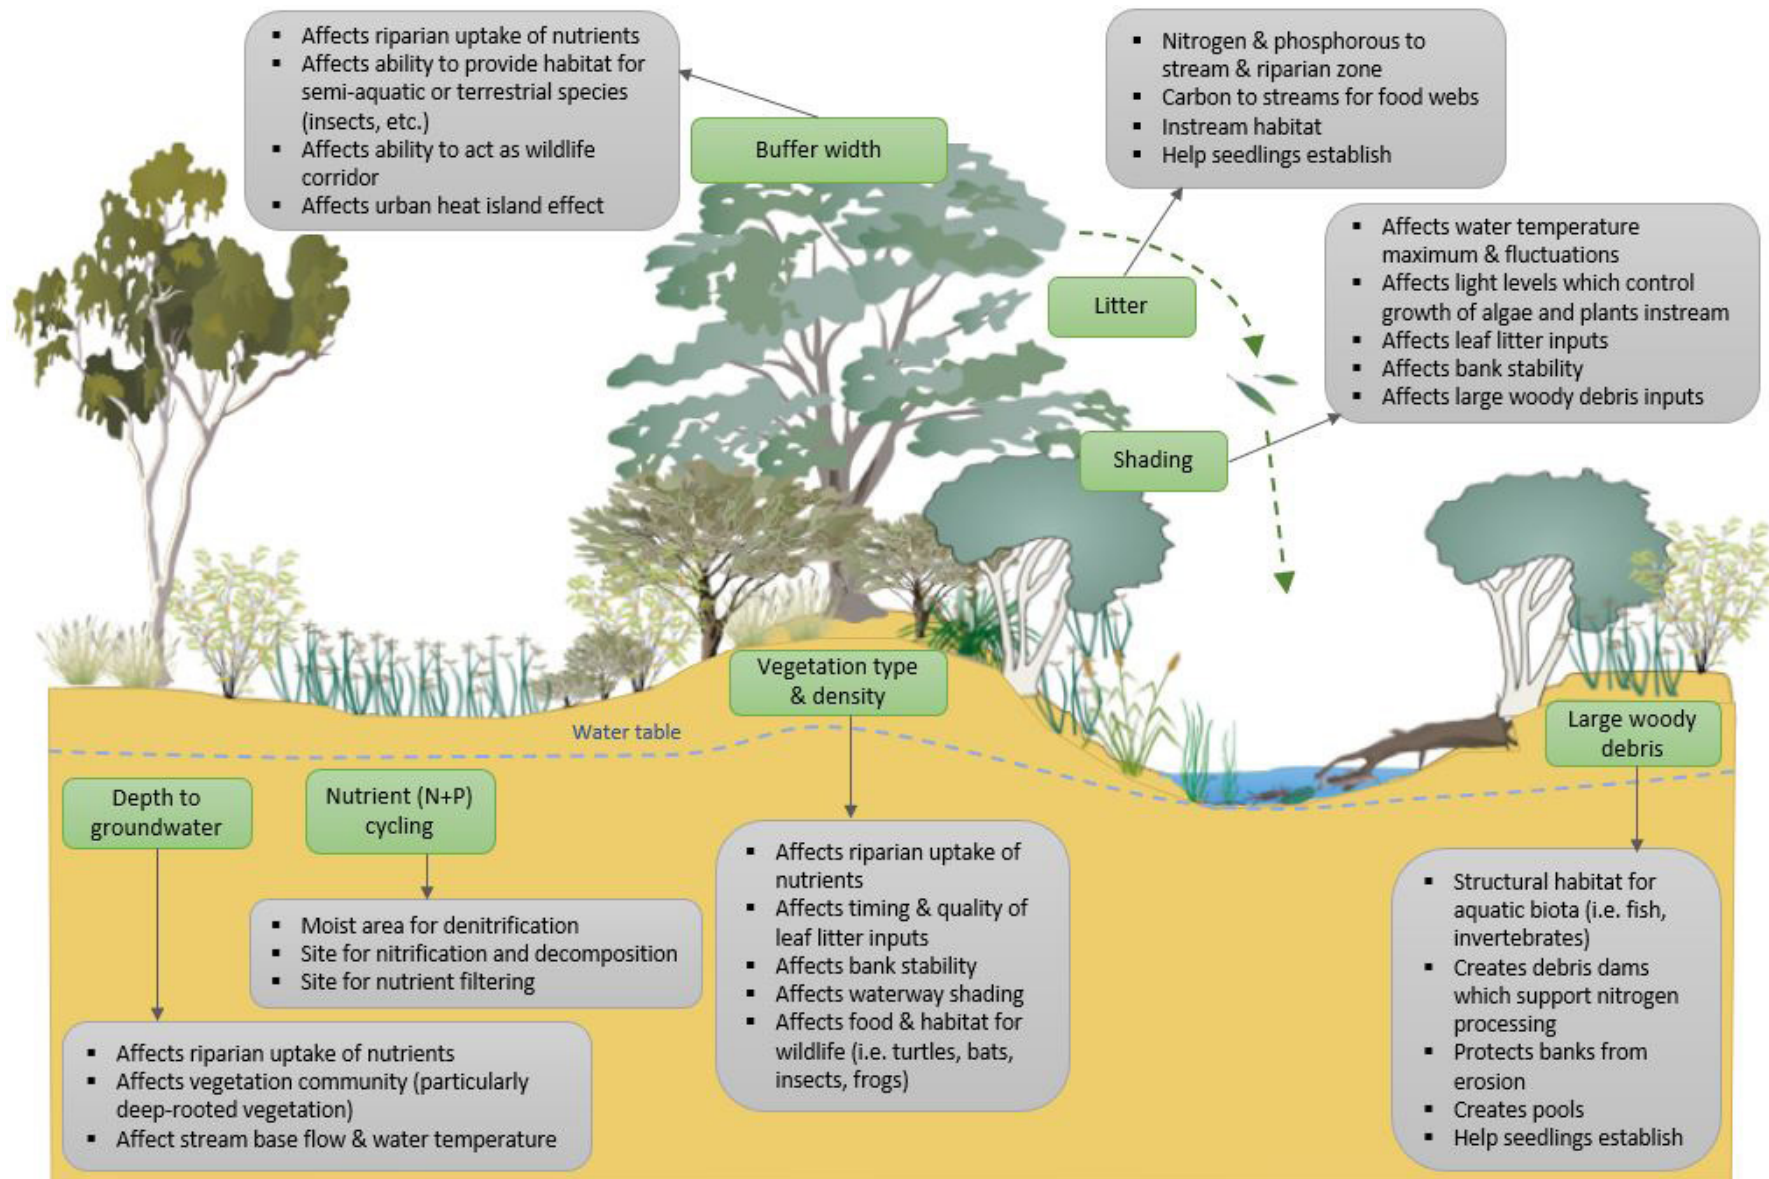 ▪ Affects riparian uptake of nutrients
▪ Affects ability to provide habitat for
semi-aquatic or terrestrial species
(insects, etc.)
▪ Affects ability to act as wildlife
corridor
▪ Affects urban heat island effect
Buffer width
▪ Nitrogen & phosphorous to
stream & riparian zone
▪ Carbon to streams for food webs
▪ Instream habitat
▪ Help seedlings establish
Litter
▪ Affects water temperature
maximum & fluctuations
▪ Affects light levels which control
growth of algae and plants instream
▪ Affects leaf litter inputs
▪ Affects bank stability
▪ Affects large woody debris inputs
Shading
Vegetation type
& density
Water table
Large woody
debris
Depth to
groundwater
Nutrient (N+P)
cycling
▪ Moist area for denitrification
▪ Site for nitrification and decomposition
▪ Site for nutrient filtering
▪ Affects riparian uptake of nutrients
▪ Affects vegetation community (particularly
deep-rooted vegetation)
▪ Affect stream base flow & water temperature
▪ Affects riparian uptake of
nutrients
▪ Affects timing & quality of
leaf litter inputs
▪ Affects bank stability
▪ Affects waterway shading
▪ Affects food & habitat for
wildlife (i.e. turtles, bats,
insects, frogs)
▪ Structural habitat for
aquatic biota (i.e. fish,
invertebrates)
▪ Creates debris dams
which support nitrogen
processing
▪ Protects banks from
erosion
▪ Creates pools
▪ Help seedlings establish